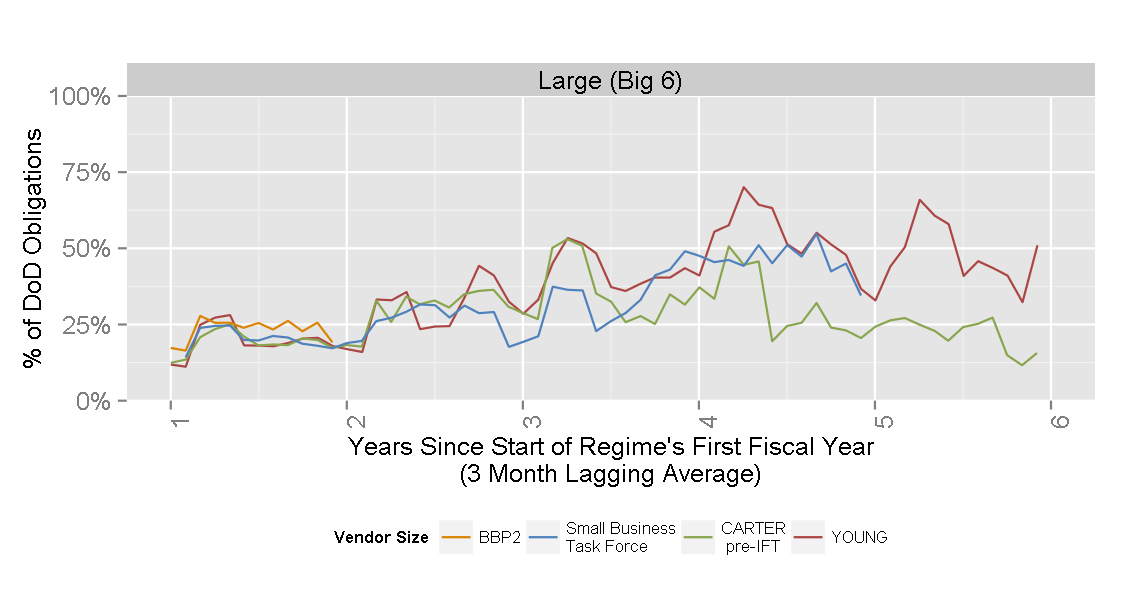 Large (Big 6)
% of DoD Obligations
100%
75%
50%
25%
0%
1
2
3
4
5
6
Years Since Start of Regime's First Fiscal Year
(3 Month Lagging Average)
Vendor Size
BBP2
Small Business
Task Force
CARTER
pre-IFT
YOUNG